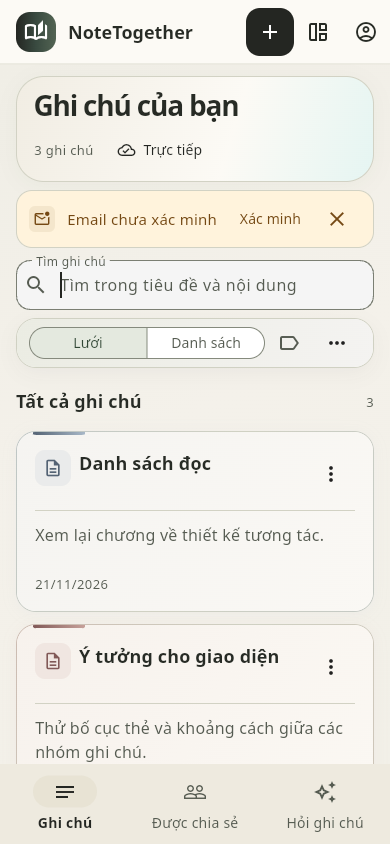 NoteTogether
Ghi chú của bạn
3 ghi chú
Trực tiếp
Email chưa xác minh
Xác minh
Tìm ghi chú
Tìm trong tiêu đề và nội dung
Lưới
Danh sách
Tất cả ghi chú
3
Danh sách đọc
Xem lại chương về thiết kế tương tác.
21/11/2026
Ý tưởng cho giao diện
Thử bố cục thẻ và khoảng cách giữa các
nhóm ghi chú.
Ghi chú
Được chia sẻ
Hỏi ghi chú